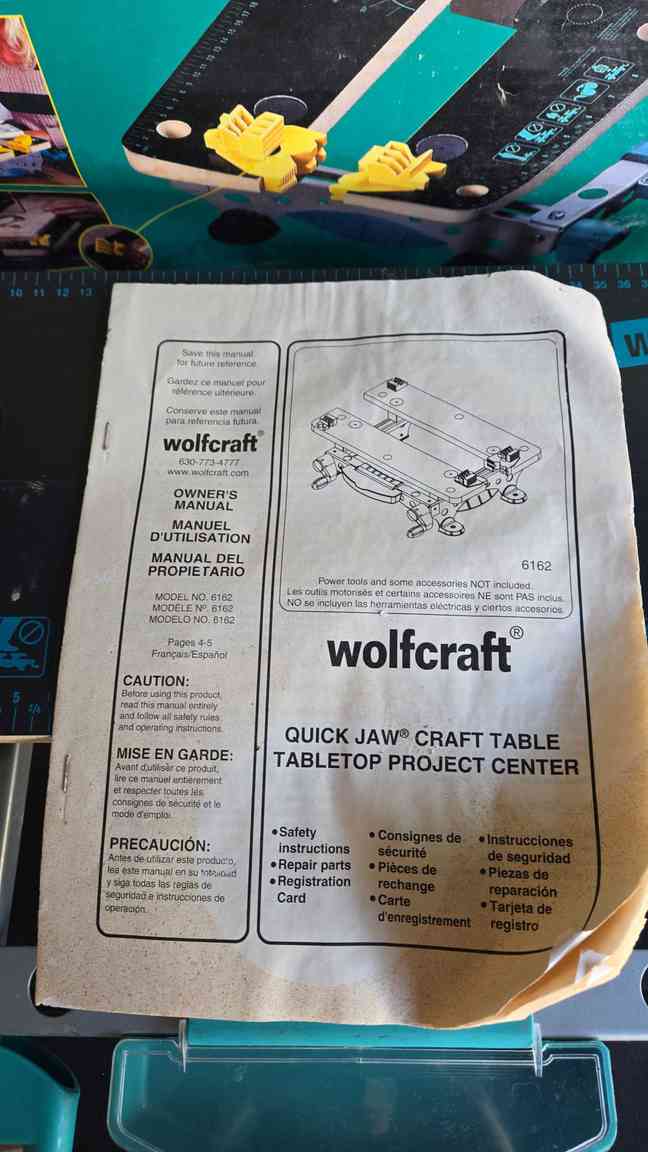 10 11 12 13
Save this manual
for future reference.
Gardez ce manuel pour
référence ultérieure.
Conserve este manual
para referencia futura.
wolfcraft®
630-773-4777
www.wolfcraft.com
OWNER'S
MANUAL
MANUEL
D'UTILISATION
MANUAL DEL
PROPIETARIO
MODEL NO. 6162
MODÈLE Nº. 6162
MODELO NO. 6162
Pages 4-5
Français/Español
CAUTION:
Before using this product,
read this manual entirely
and follow all safety rules
and operating instructions.
MISE EN GARDE:
Avant d'utiliser ce produit,
lire ce manuel entièrement
et respecter toutes les
consignes de sécurité et le
mode d'emploi.
PRECAUCIÓN:
Antes de utilizar este producto,
lea este manual en su totalidad
y siga todas las reglas de
seguridad e instrucciones de
operación.
6162
Power tools and some accessories NOT included.
Les outils motorisés et certains accessoires NE sont PAS inclus.
NO se incluyen las herramientas eléctricas y ciertos accesorios.
wolfcraft®
QUICK JAW® CRAFT TABLE
TABLETOP PROJECT CENTER
•Safety
instructions
•Repair parts
•Registration
Card
•Consignes de
sécurité
•Pièces de
rechange
•Carte
d'enregistrement
•Instrucciones
de seguridad
•Piezas de
reparación
•Tarjeta de
registro
34 35 36
W
5